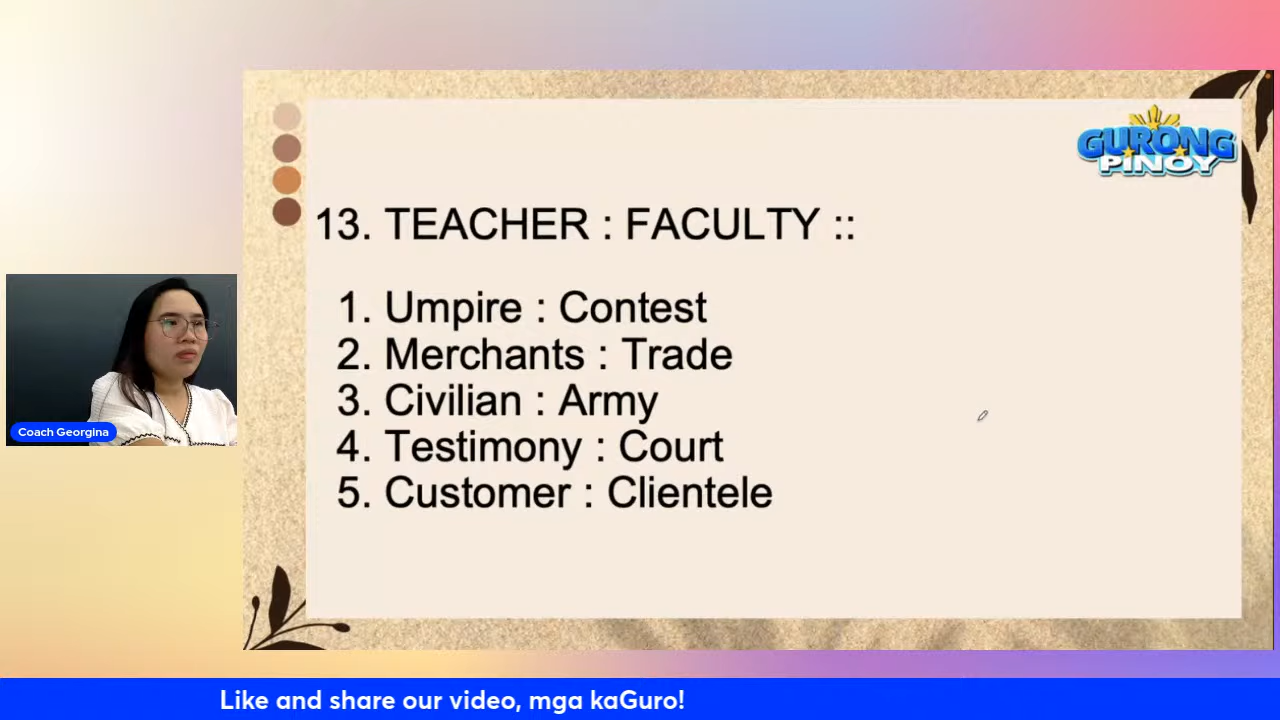 GURONG
PINOY
13. TEACHER : FACULTY ::
1. Umpire : Contest
2. Merchants : Trade
3. Civilian : Army
4. Testimony : Court
5. Customer : Clientele
Coach Georgina
Like and share our video, mga kaGuro!